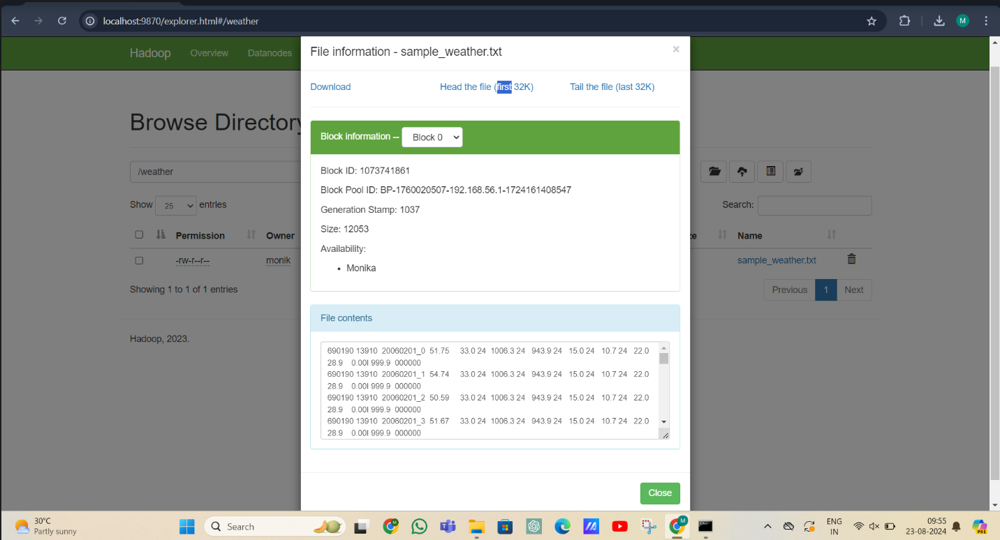 localhost:9870/explorer.html#/weather
M
Hadoop Overview Datanodes
File information - sample_weather.txt ×
Download Head the file (first 32K) Tail the file (last 32K)
Browse Directory
Block information -- Block 0
/weather
Block ID: 1073741861
Block Pool ID: BP-1760020507-192.168.56.1-1724161408547
Show 25 entries
Search:
Generation Stamp: 1037
Size: 12053
Permission Owner
Name
Availability:
• Monika
-rw-r--r-- monik
sample_weather.txt
Showing 1 to 1 of 1 entries
Previous 1 Next
File contents
Hadoop, 2023.
690190 13910 20060201_0 51.75 33.0 24 1006.3 24 943.9 24 15.0 24 10.7 24 22.0
28.9 0.00I 999.9 000000
690190 13910 20060201_1 54.74 33.0 24 1006.3 24 943.9 24 15.0 24 10.7 24 22.0
28.9 0.00I 999.9 000000
690190 13910 20060201_2 50.59 33.0 24 1006.3 24 943.9 24 15.0 24 10.7 24 22.0
28.9 0.00I 999.9 000000
690190 13910 20060201_3 51.67 33.0 24 1006.3 24 943.9 24 15.0 24 10.7 24 22.0
28.9 0.00I 999.9 000000
Close
30°C
Partly sunny
Search
M
M
ENG
IN
09:55
23-08-2024
PRE